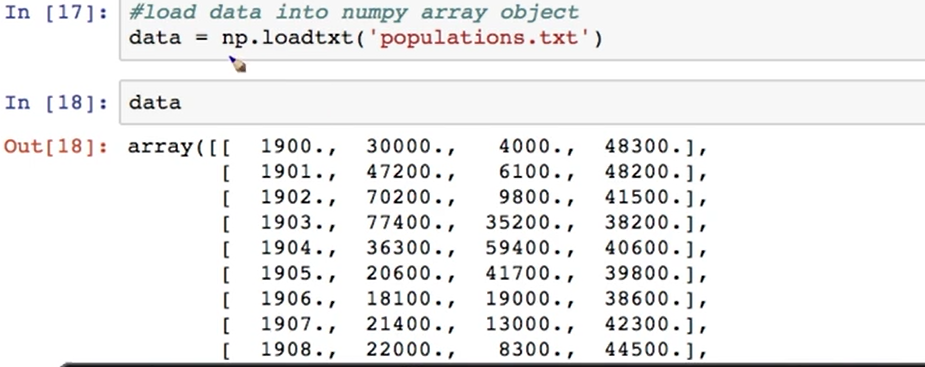 In [17]: #load data into numpy array object
data = np.loadtxt('populations.txt')
In [18]: data
Out[18]: array([[ 1900., 30000., 4000., 48300.],
[ 1901., 47200., 6100., 48200.],
[ 1902., 70200., 9800., 41500.],
[ 1903., 77400., 35200., 38200.],
[ 1904., 36300., 59400., 40600.],
[ 1905., 20600., 41700., 39800.],
[ 1906., 18100., 19000., 38600.],
[ 1907., 21400., 13000., 42300.],
[ 1908., 22000., 8300., 44500.],